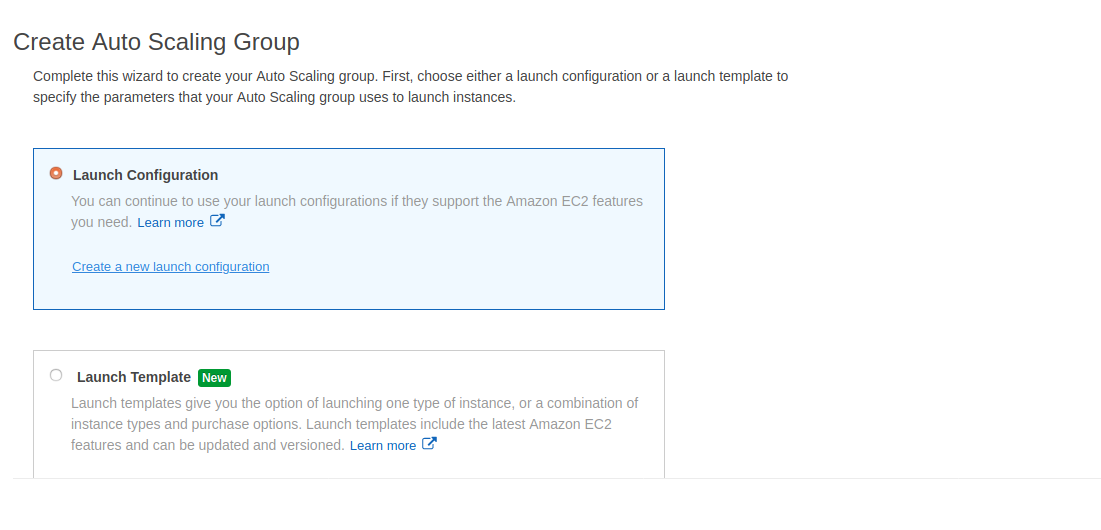 Create Auto Scaling Group
Complete this wizard to create your Auto Scaling group. First, choose either a launch configuration or a launch template to
specify the parameters that your Auto Scaling group uses to launch instances.
Launch Configuration
You can continue to use your launch configurations if they support the Amazon EC2 features
you need. Learn more
Create a new launch configuration
Launch Template New
Launch templates give you the option of launching one type of instance, or a combination of
instance types and purchase options. Launch templates include the latest Amazon EC2
features and can be updated and versioned. Learn more